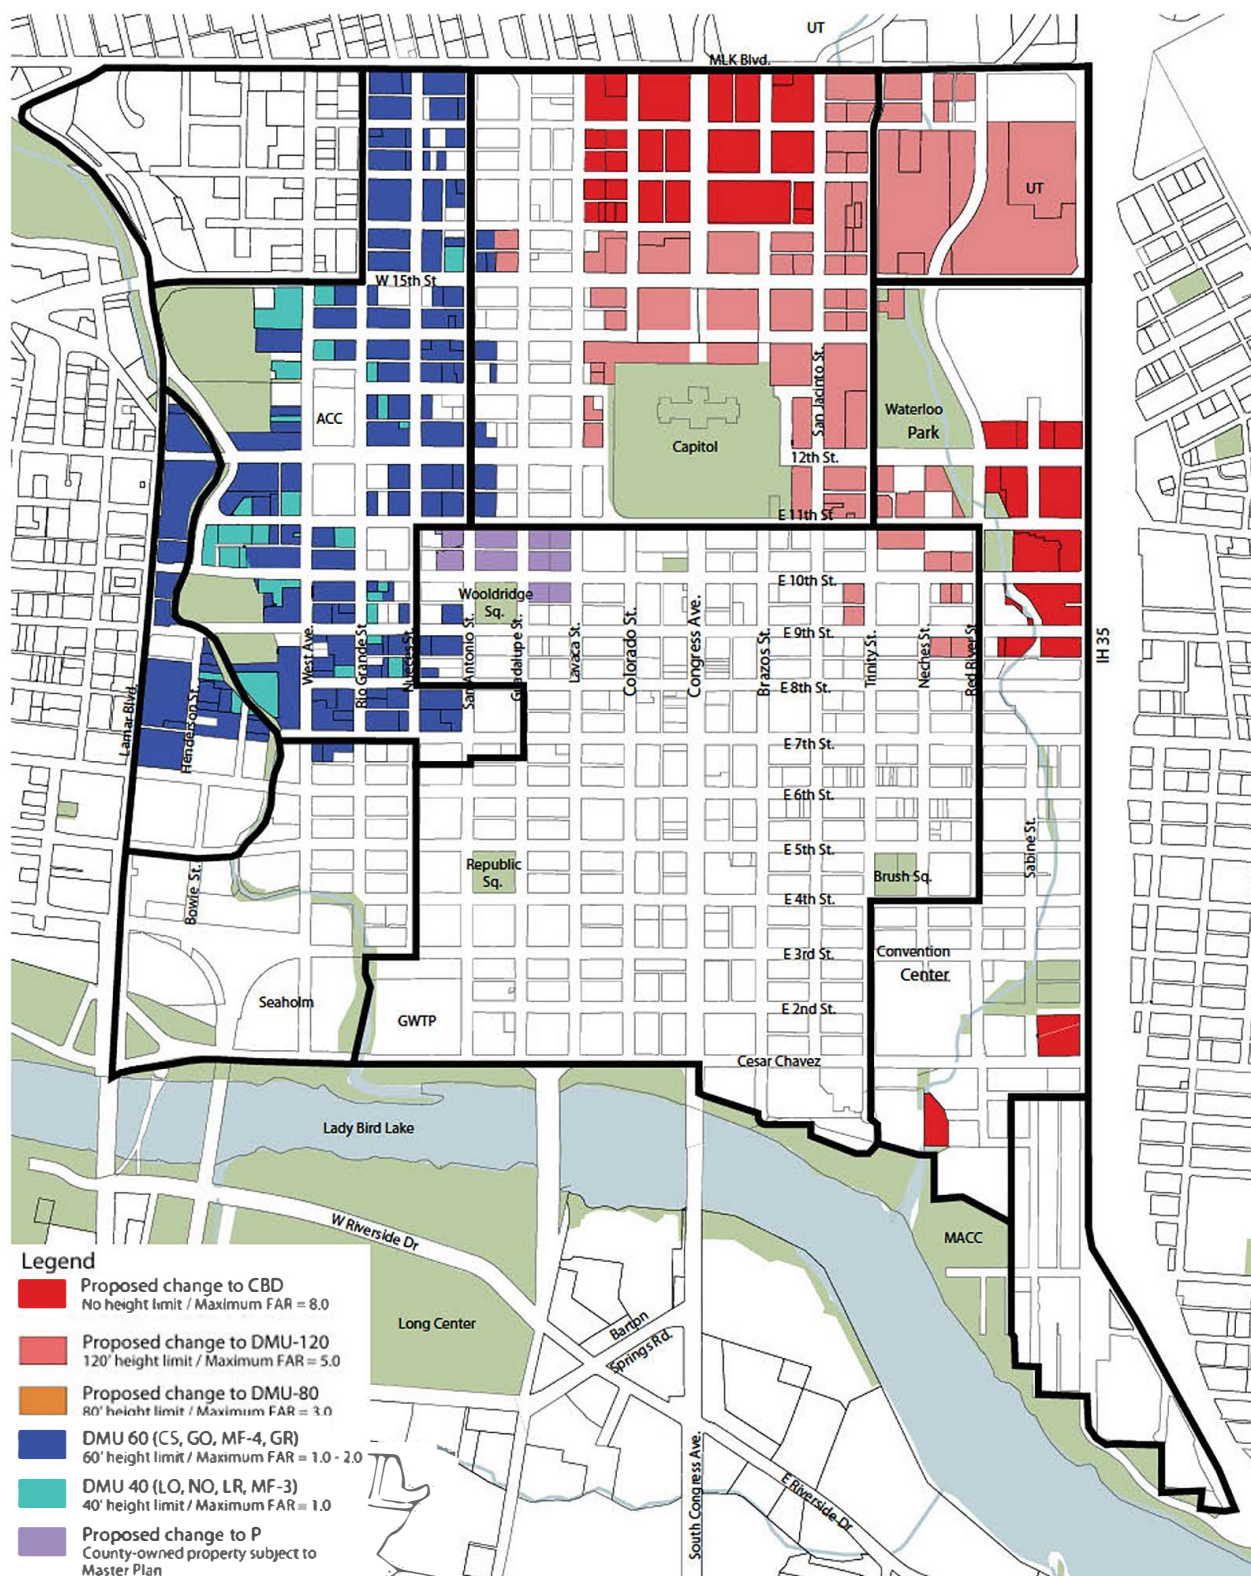 UT
MLK Blvd.
UT
W 15th St
ACC
San Jacinto St.
Waterloo
Park
Capitol
12th St.
E 11th St
E 10th St.
Wooldridge
Sq.
E 9th St.
West Ave.
Rio Grande St
Nueces St.
San Antonio St.
Guadalupe St.
Lavaca St.
Colorado St.
Congress Ave.
Brazos St.
Trinity St.
Neches St.
Red River St
IH 35
E 8th St.
Lamar Blvd.
Henderson St.
E 7th St.
E 6th St.
E 5th St.
Republic
Sq.
Brush Sq.
Sabine St.
Bowie St.
E 4th St.
E 3rd St.
Convention
Center
Seaholm
GWTP
E 2nd St.
Cesar Chavez
Lady Bird Lake
W Riverside Dr
MACC
Long Center
Barton
Springs Rd.
South Congress Ave.
E Riverside Dr
Legend
Proposed change to CBD
No height limit / Maximum FAR = 8.0
Proposed change to DMU-120
120' height limit / Maximum FAR = 5.0
Proposed change to DMU-80
80' height limit / Maximum FAR = 3.0
DMU 60 (CS, GO, MF-4, GR)
60' height limit / Maximum FAR = 1.0 - 2.0
DMU 40 (LO, NO, LR, MF-3)
40' height limit / Maximum FAR = 1.0
Proposed change to P
County-owned property subject to
Master Plan